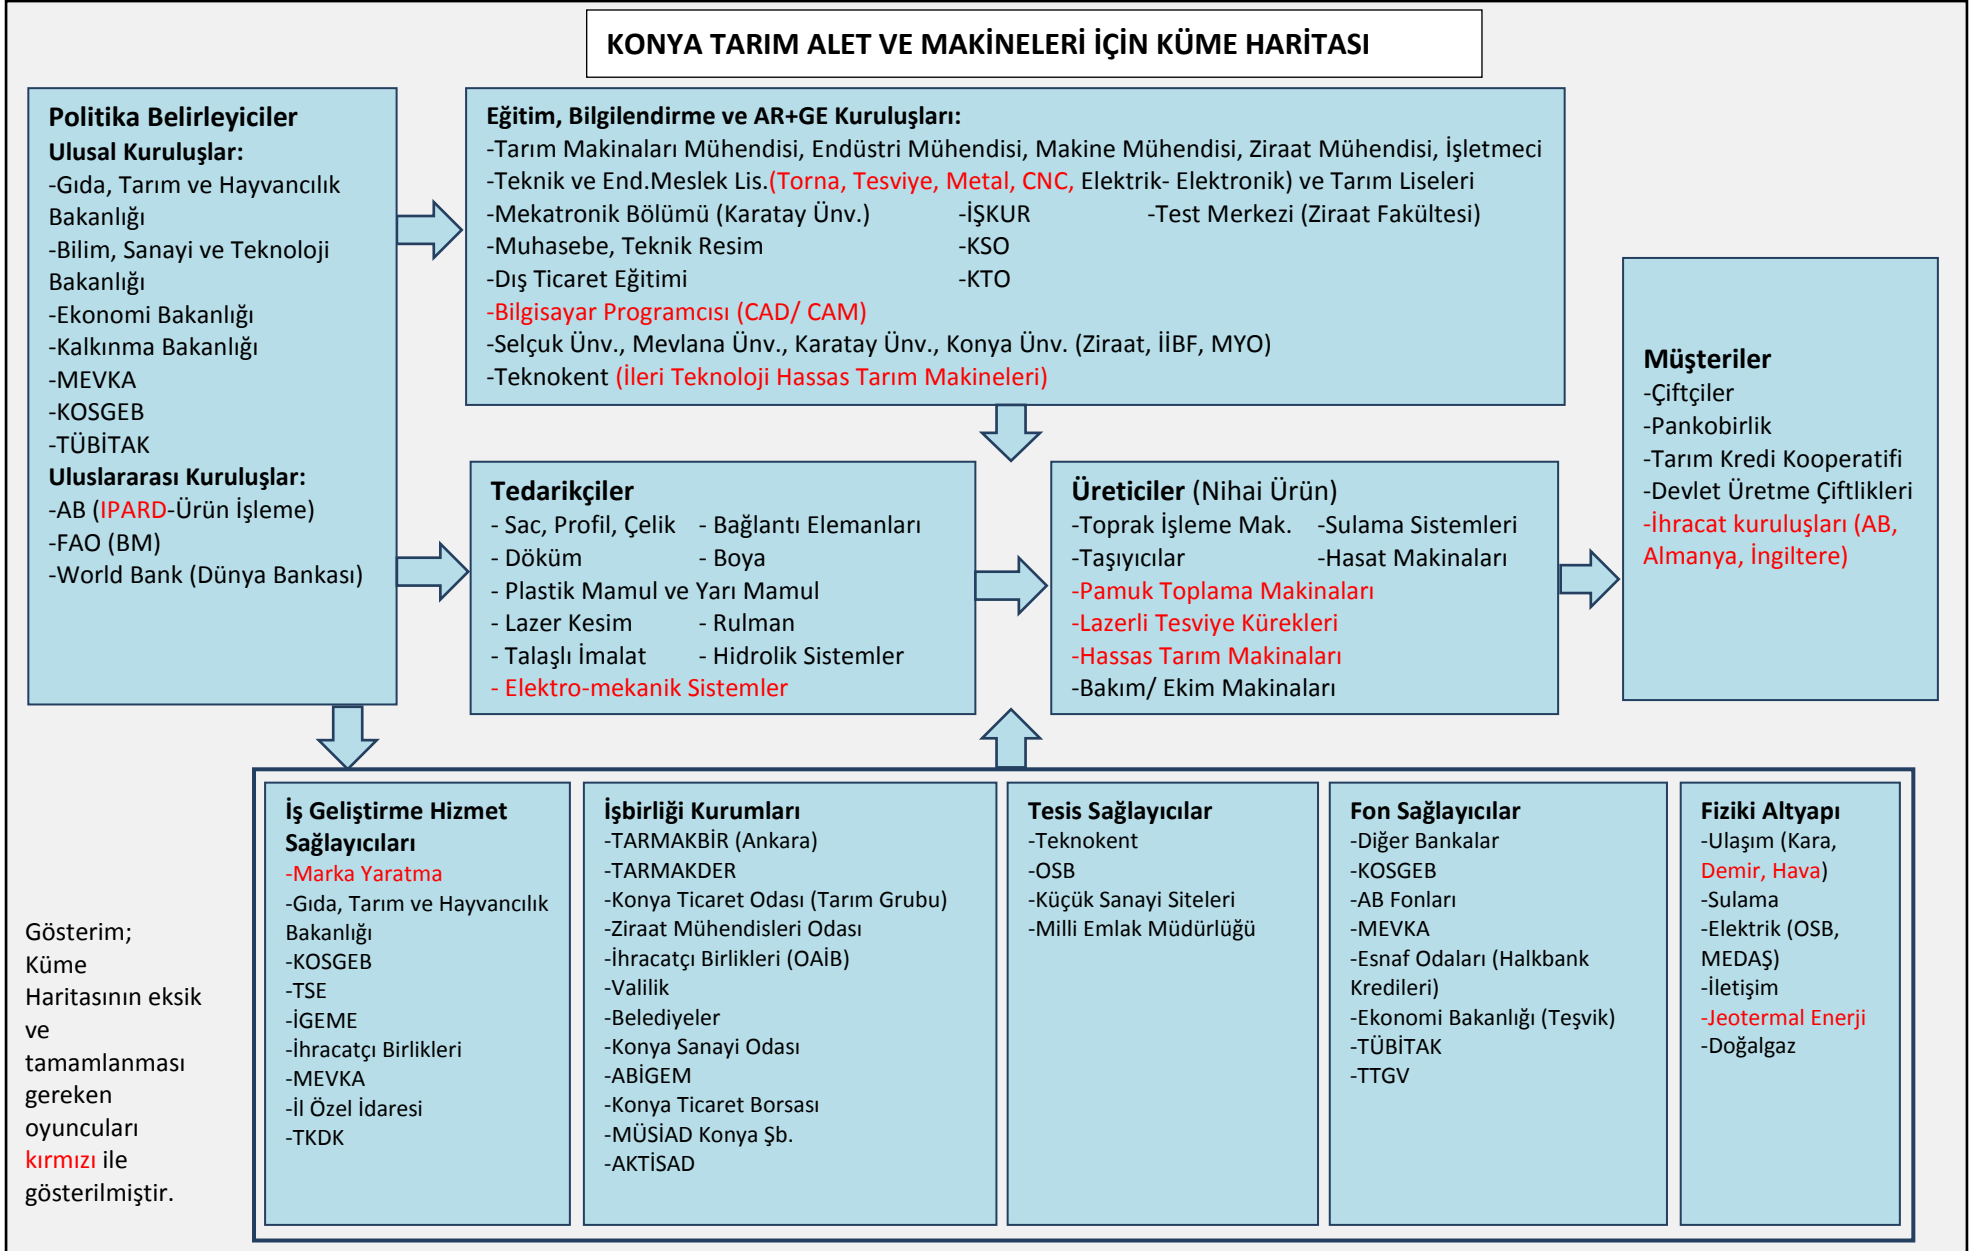 KONYA TARIM ALET VE MAKİNELERİ İÇİN KÜME HARİTASI
Politika Belirleyiciler
Ulusal Kuruluşlar:
-Gıda, Tarım ve Hayvancılık
Bakanlığı
-Bilim, Sanayi ve Teknoloji
Bakanlığı
-Ekonomi Bakanlığı
-Kalkınma Bakanlığı
-MEVKA
-KOSGEB
-TÜBİTAK
Uluslararası Kuruluşlar:
-AB (IPARD-Ürün İşleme)
-FAO (BM)
-World Bank (Dünya Bankası)
Eğitim, Bilgilendirme ve AR+GE Kuruluşları:
-Tarım Makinaları Mühendisi, Endüstri Mühendisi, Makine Mühendisi, Ziraat Mühendisi, İşletmeci
-Teknik ve End.Meslek Lis.(Torna, Tesviye, Metal, CNC, Elektrik- Elektronik) ve Tarım Liseleri
-Mekatronik Bölümü (Karatay Ünv.) -İŞKUR -Test Merkezi (Ziraat Fakültesi)
-Muhasebe, Teknik Resim -KSO
-Dış Ticaret Eğitimi -KTO
-Bilgisayar Programcısı (CAD/ CAM)
-Selçuk Ünv., Mevlana Ünv., Karatay Ünv., Konya Ünv. (Ziraat, İİBF, MYO)
-Teknokent (İleri Teknoloji Hassas Tarım Makineleri)
Tedarikçiler
- Sac, Profil, Çelik - Bağlantı Elemanları
- Döküm - Boya
- Plastik Mamul ve Yarı Mamul
- Lazer Kesim - Rulman
- Talaşlı İmalat - Hidrolik Sistemler
- Elektro-mekanik Sistemler
Üreticiler (Nihai Ürün)
-Toprak İşleme Mak. -Sulama Sistemleri
-Taşıyıcılar -Hasat Makinaları
-Pamuk Toplama Makinaları
-Lazerli Tesviye Kürekleri
-Hassas Tarım Makinaları
-Bakım/ Ekim Makinaları
Müşteriler
-Çiftçiler
-Pankobirlik
-Tarım Kredi Kooperatifi
-Devlet Üretme Çiftlikleri
-İhracat kuruluşları (AB,
Almanya, İngiltere)
Gösterim;
Küme
Haritasının eksik
ve
tamamlanması
gereken
oyuncuları
kırmızı ile
gösterilmiştir.
İş Geliştirme Hizmet
Sağlayıcıları
-Marka Yaratma
-Gıda, Tarım ve Hayvancılık
Bakanlığı
-KOSGEB
-TSE
-İGEME
-İhracatçı Birlikleri
-MEVKA
-İl Özel İdaresi
-TKDK
İşbirliği Kurumları
-TARMAKBİR (Ankara)
-TARMAKDER
-Konya Ticaret Odası (Tarım Grubu)
-Ziraat Mühendisleri Odası
-İhracatçı Birlikleri (OAİB)
-Valilik
-Belediyeler
-Konya Sanayi Odası
-ABİGEM
-Konya Ticaret Borsası
-MÜSİAD Konya Şb.
-AKTİSAD
Tesis Sağlayıcılar
-Teknokent
-OSB
-Küçük Sanayi Siteleri
-Milli Emlak Müdürlüğü
Fon Sağlayıcılar
-Diğer Bankalar
-KOSGEB
-AB Fonları
-MEVKA
-Esnaf Odaları (Halkbank
Kredileri)
-Ekonomi Bakanlığı (Teşvik)
-TÜBİTAK
-TTGV
Fiziki Altyapı
-Ulaşım (Kara,
Demir, Hava)
-Sulama
-Elektrik (OSB,
MEDAŞ)
-İletişim
-Jeotermal Enerji
-Doğalgaz